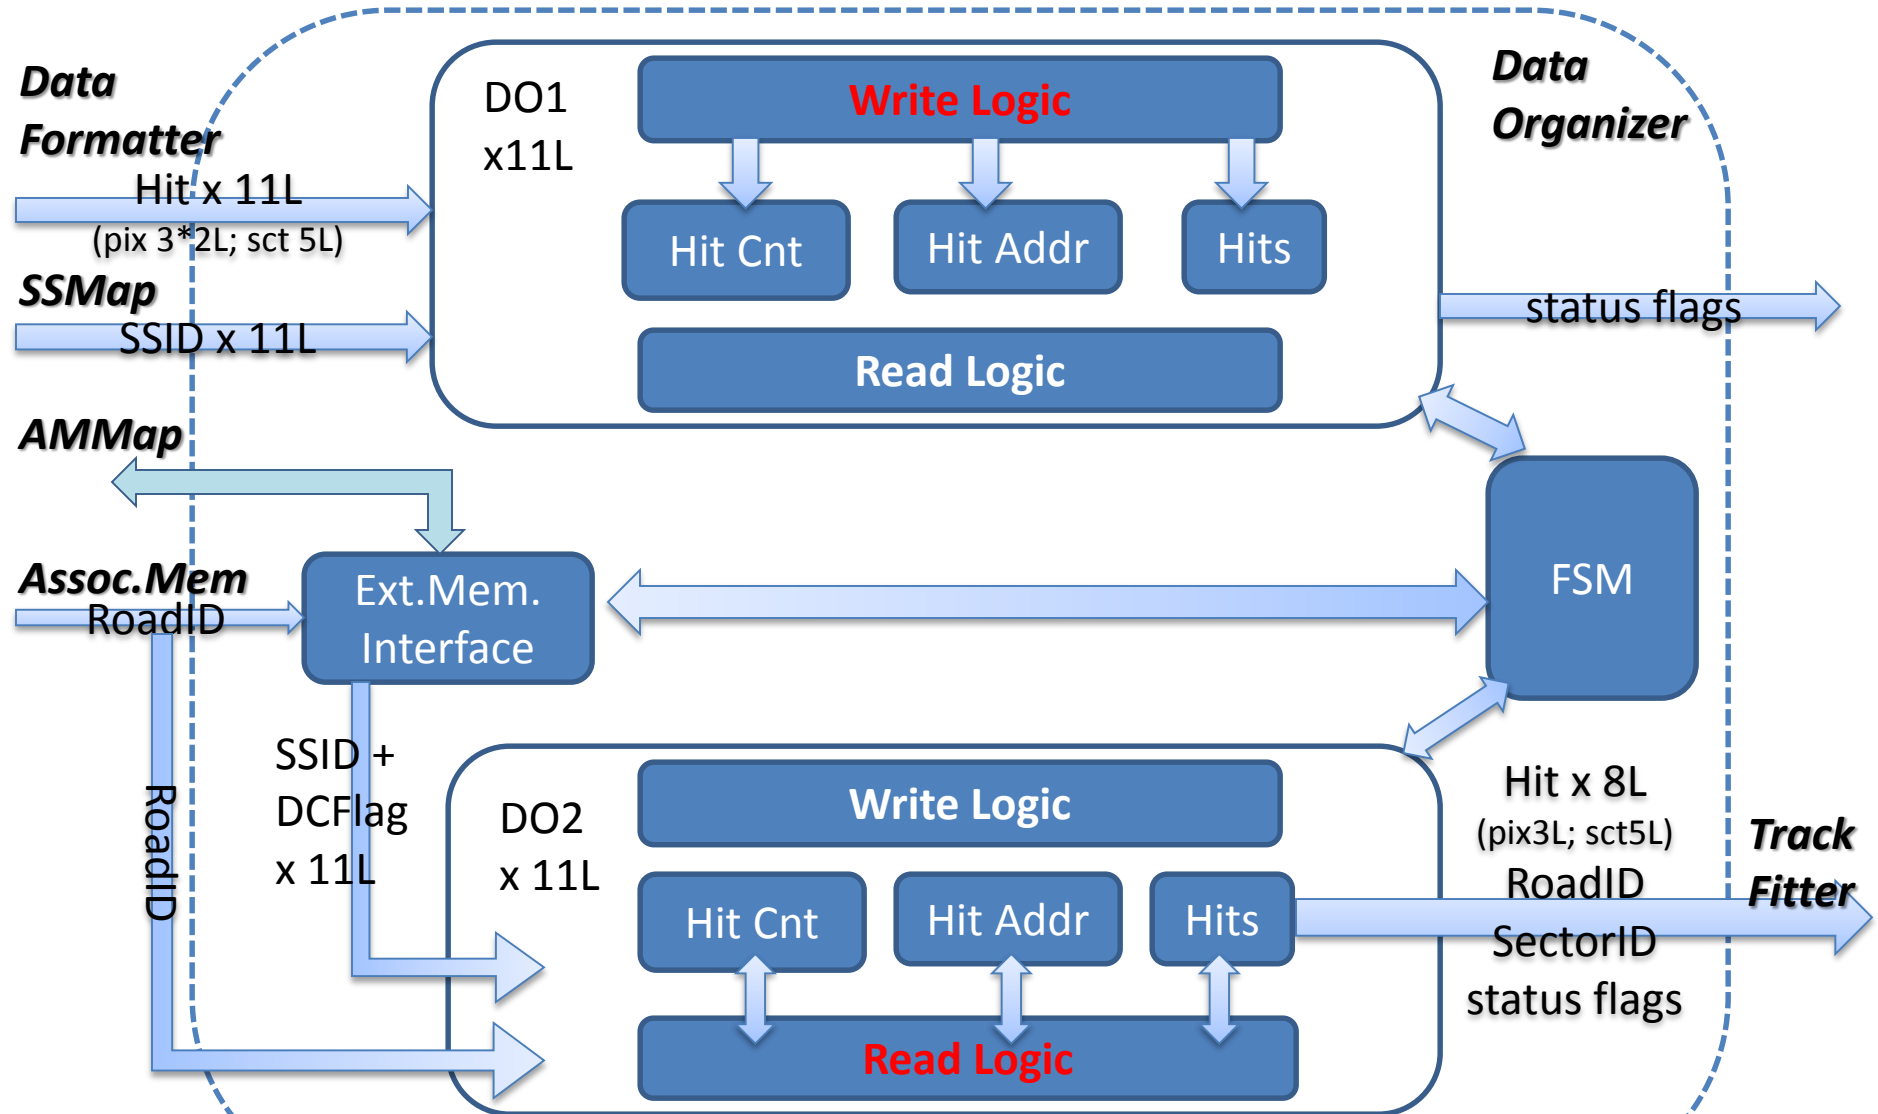 Data
Formatter
Hit x 11L
(pix 3*2L; sct 5L)
SSMap
SSID x 11L
AMMap
Assoc.Mem
RoadID
RoadID
DO1
x11L
Write Logic
Hit Cnt
Hit Addr
Hits
Read Logic
Data
Organizer
status flags
Ext.Mem.
Interface
FSM
SSID +
DCFlag
x 11L
DO2
x 11L
Write Logic
Hit Cnt
Hit Addr
Hits
Read Logic
Hit x 8L
(pix3L; sct5L)
RoadID
SectorID
status flags
Track
Fitter